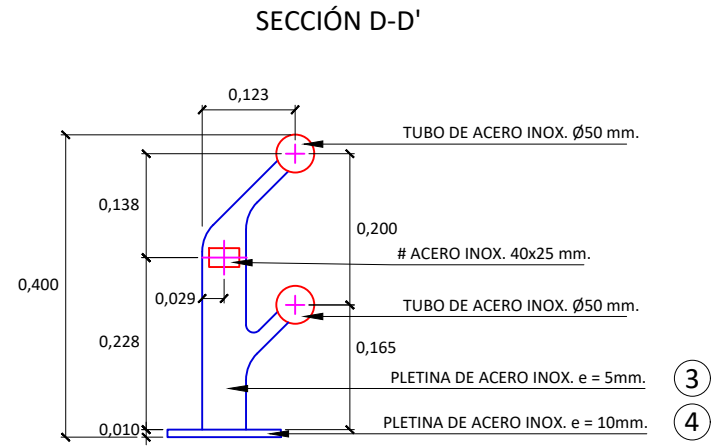 SECCIÓN D-D'
0,123
TUBO DE ACERO INOX. Ø50 mm.
0,138
0,200
# ACERO INOX. 40x25 mm.
0,400
0,029
TUBO DE ACERO INOX. Ø50 mm.
0,228
0,165
PLETINA DE ACERO INOX. e = 5mm.
3
0,010
PLETINA DE ACERO INOX. e = 10mm.
4